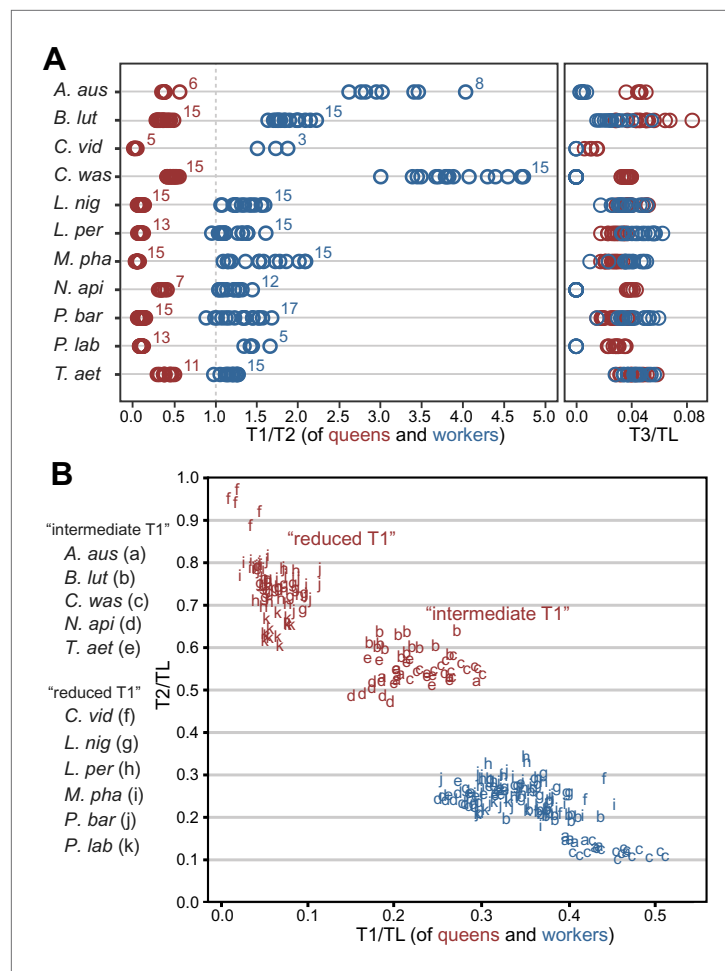 A
A. aus 6 8
B. lut 15 15
C. vid 5 3
C. was 15 15
L. nig 15 15
L. per 13 15
M. pha 15 15
N. api 7 12
P. bar 15 17
P. lab 13 5
T. aet 11 15
0.0 0.5 1.0 1.5 2.0 2.5 3.0 3.5 4.0 4.5 5.0 0.00 0.04 0.08
T1/T2 (of queens and workers) T3/TL
B
1.0
0.9
0.8
0.7
0.6
0.5
0.4
0.3
0.2
0.1
0.0
T2/TL
"intermediate T1"
A. aus (a)
B. lut (b)
C. was (c)
N. api (d)
T. aet (e)
"reduced T1"
C. vid (f)
L. nig (g)
L. per (h)
M. pha (i)
P. bar (j)
P. lab (k)
"reduced T1"
"intermediate T1"
0.0 0.1 0.2 0.3 0.4 0.5
T1/TL (of queens and workers)